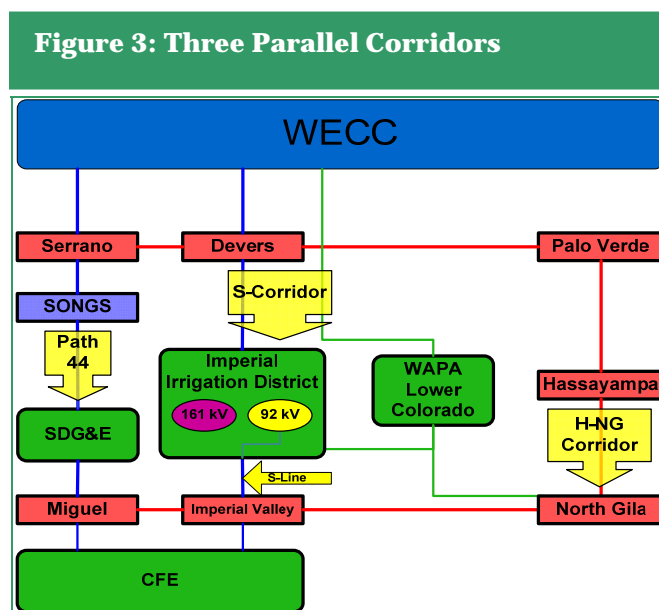 Figure 3: Three Parallel Corridors
WECC
Serrano
Devers
Palo Verde
SONGS
S-Corridor
Path
44
Imperial
Irrigation District
161 kV
92 kV
WAPA
Lower
Colorado
Hassayampa
H-NG
Corridor
SDG&E
S-Line
Miguel
Imperial Valley
North Gila
CFE